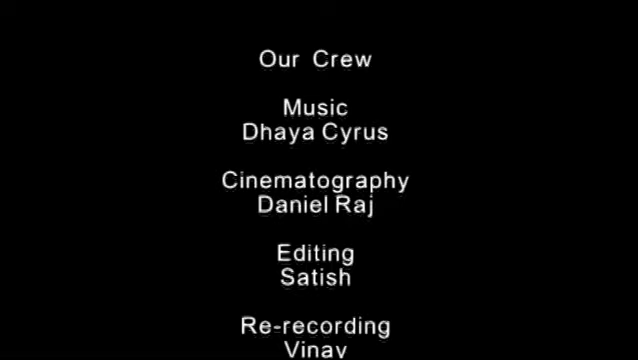 Our Crew
Music
Dhaya Cyrus
Cinematography
Daniel Raj
Editing
Satish
Re-recording
Vinay